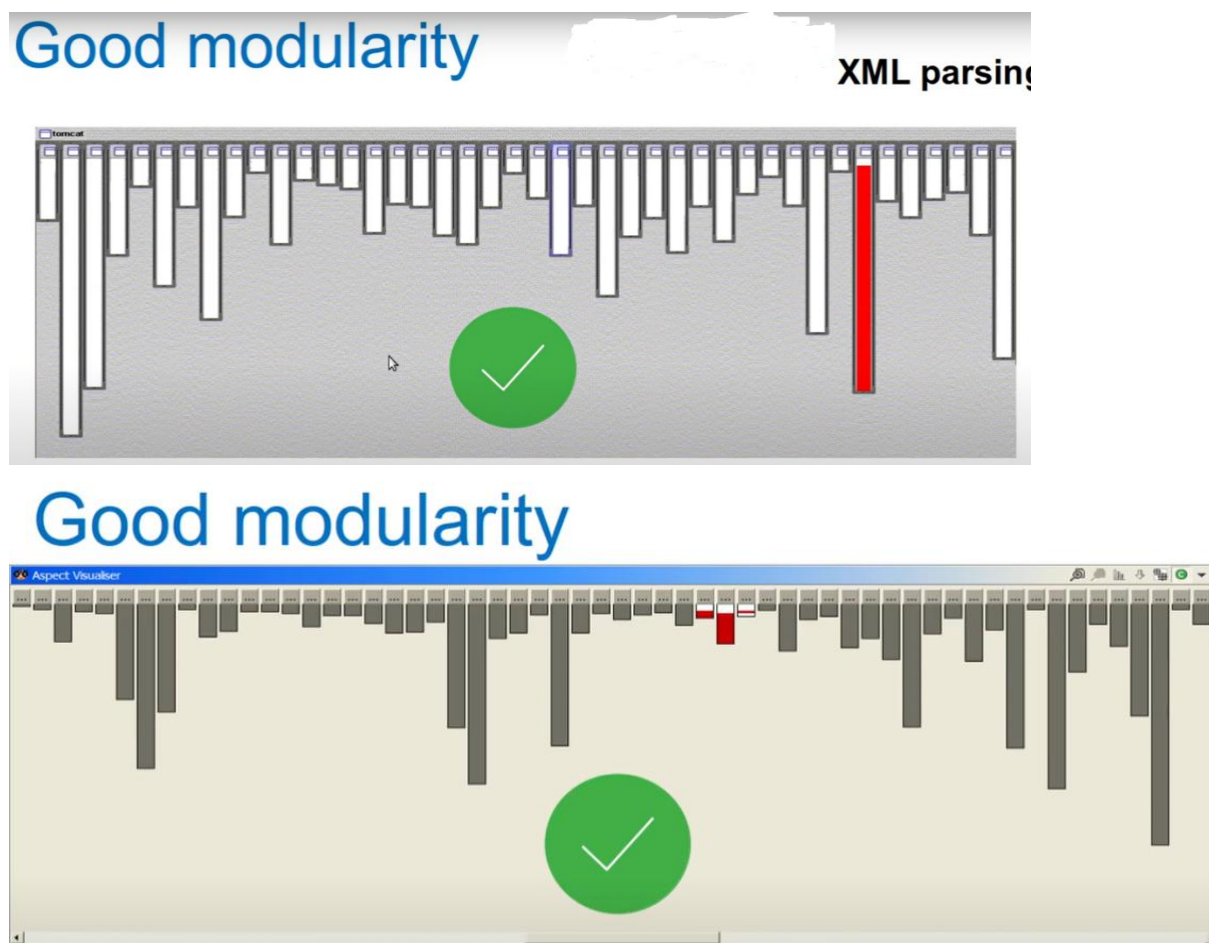 Good modularity
XML parsing
tomcat
Good modularity
Aspect Visualiser